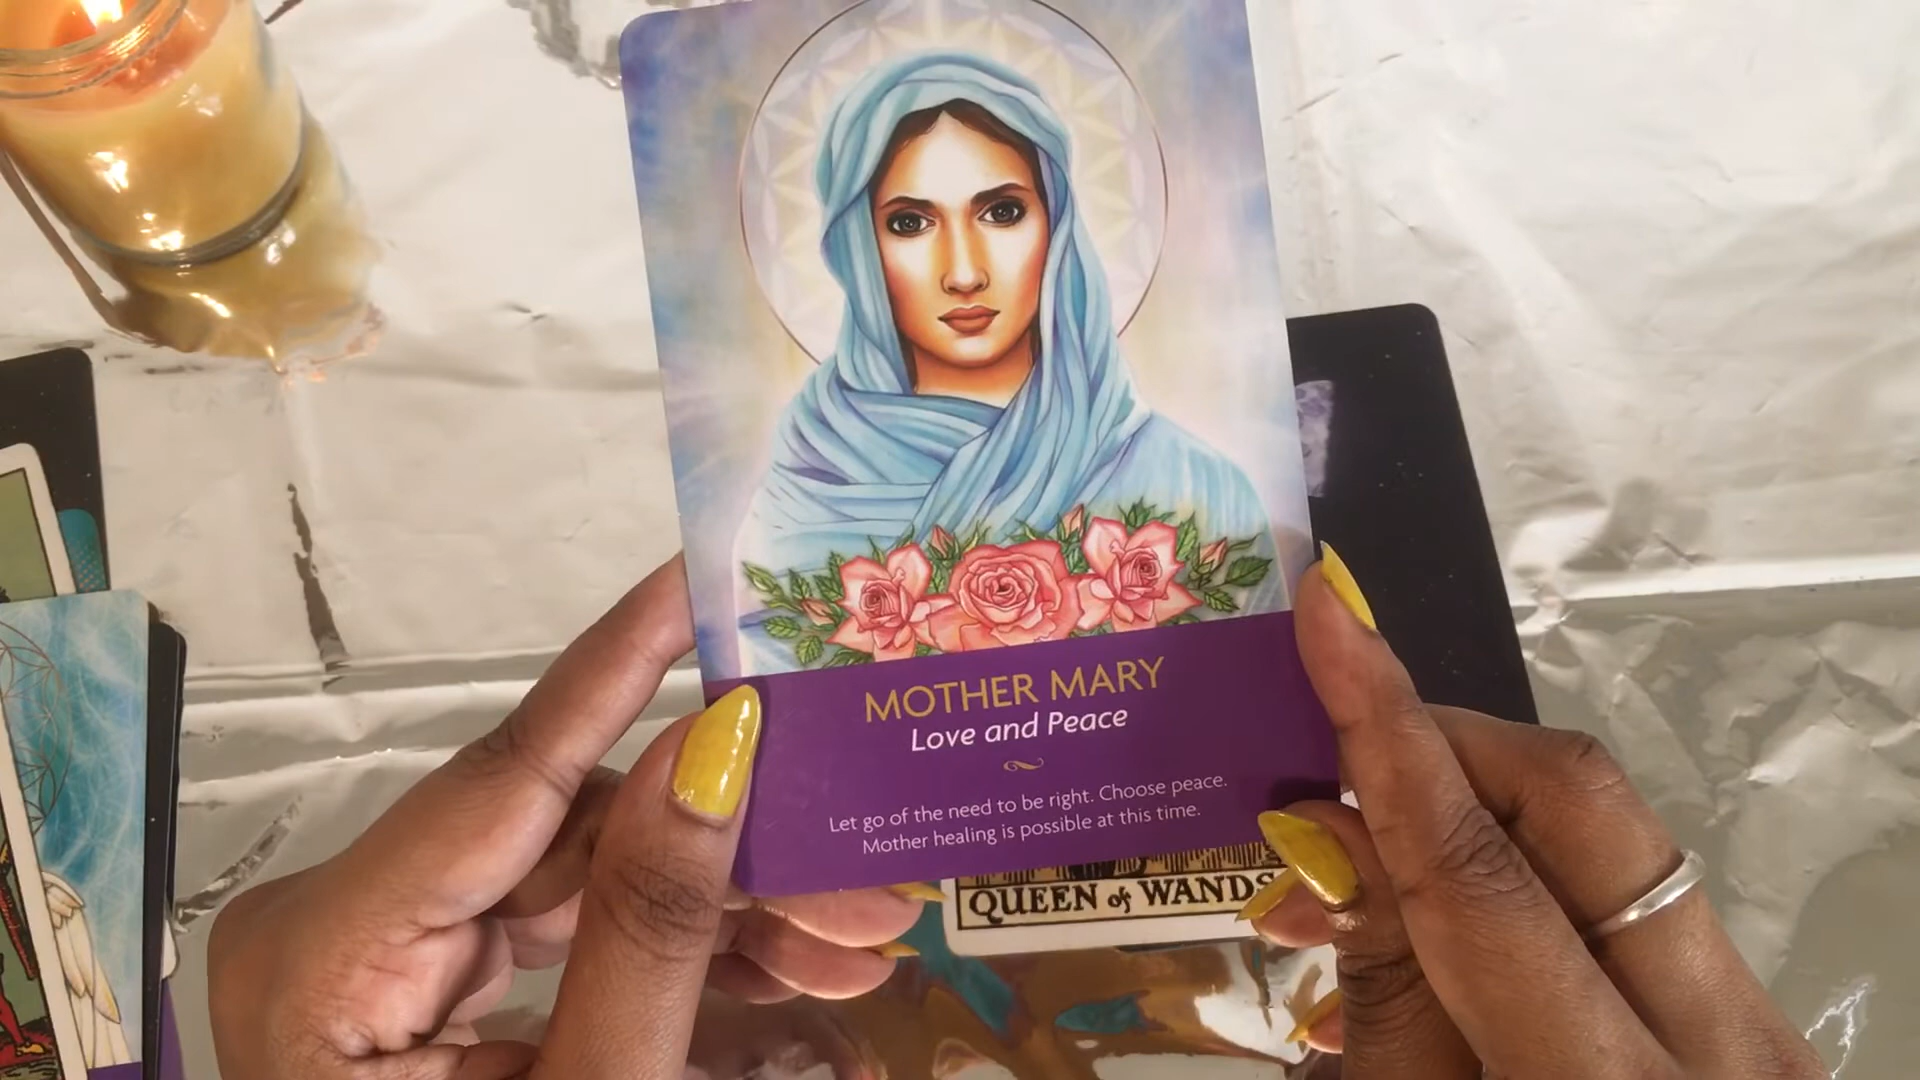 MOTHER MARY
Love and Peace
Let go of the need to be right. Choose peace.
Mother healing is possible at this time.
QUEEN of WANDS